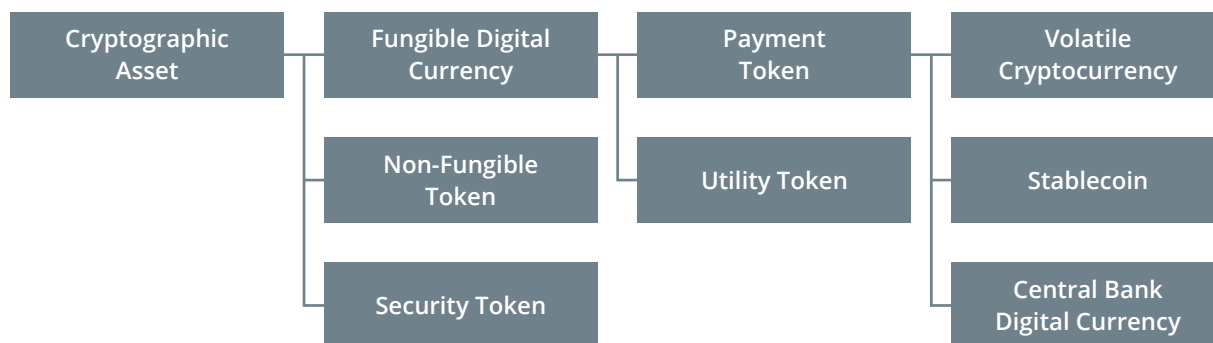 Cryptographic
Asset
Fungible Digital
Currency
Payment
Token
Volatile
Cryptocurrency
Non-Fungible
Token
Utility Token
Stablecoin
Security Token
Central Bank
Digital Currency